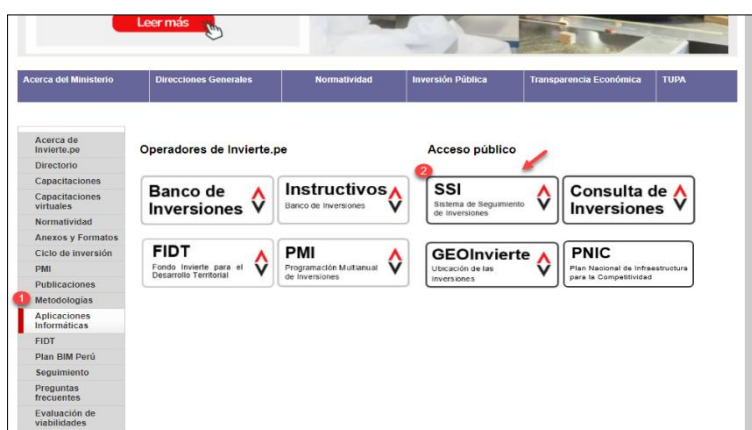 Leer más
Acerca del Ministerio
Direcciones Generales
Normatividad
Inversión Pública
Transparencia Económica
TUPA
Acerca de
Invierte.pe
Directorio
Capacitaciones
Capacitaciones
virtuales
Normatividad
Anexos y Formatos
Ciclo de inversión
PMI
Publicaciones
1
Metodologías
Aplicaciones
Informáticas
FIDT
Plan BIM Perú
Seguimiento
Preguntas
frecuentes
Evaluación de
viabilidades
Operadores de Invierte.pe
Banco de
Inversiones
Instructivos
Banco de Inversiones
FIDT
Fondo Invierte para el
Desarrollo Territorial
PMI
Programación Multianual
de Inversiones
Acceso público
2
SSI
Sistema de Seguimiento
de Inversiones
Consulta de
Inversiones
GEOInvierte
Ubicación de las
Inversiones
PNIC
Plan Nacional de Infraestructura
para la Competitividad